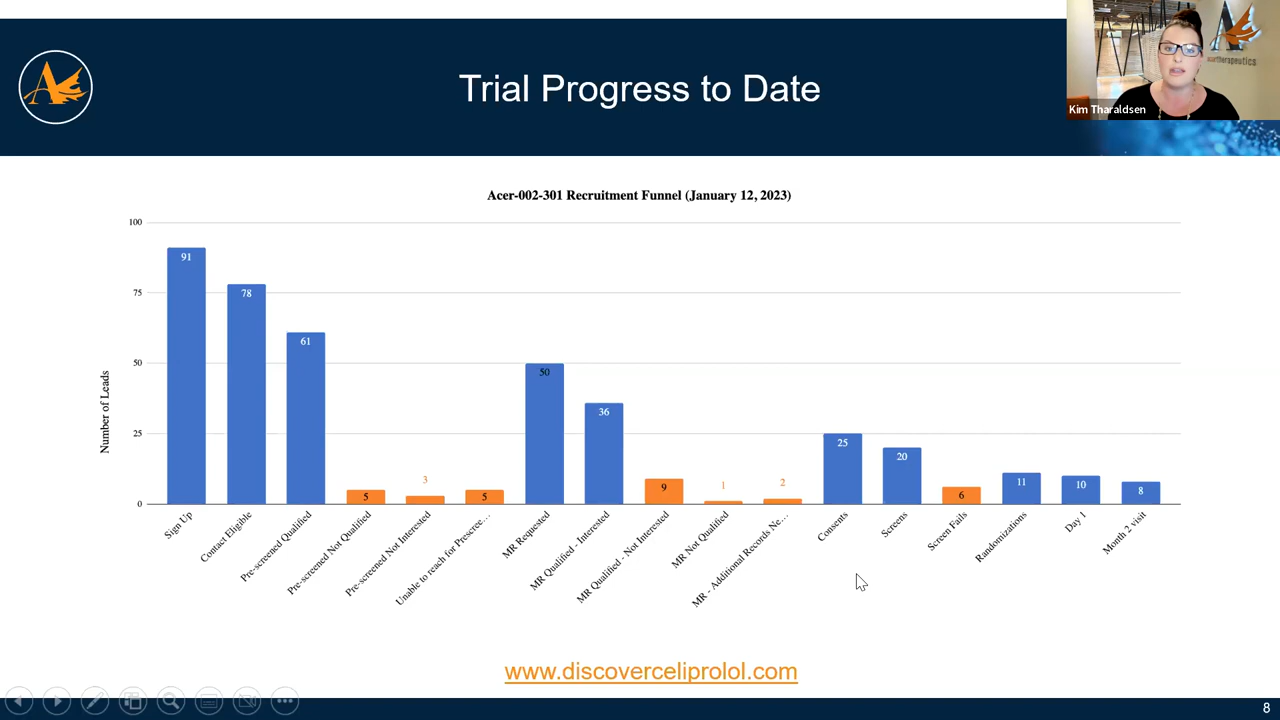 Trial Progress to Date
Kim Tharaldsen
Acer-002-301 Recruitment Funnel (January 12, 2023)
Number of Leads
100
75
50
25
0
91
78
61
5
3
5
50
36
9
1
2
25
20
6
11
10
8
Sign Up
Contact Eligible
Pre-screened Qualified
Pre-screened Not Qualified
Pre-screened Not Interested
Unable to reach for Prescree...
MR Requested
MR Qualified - Interested
MR Qualified - Not Interested
MR Not Qualified
MR - Additional Records Ne...
Consents
Screens
Screen Fails
Randomizations
Day 1
Month 2 visit
www.discoverceliprolol.com
8